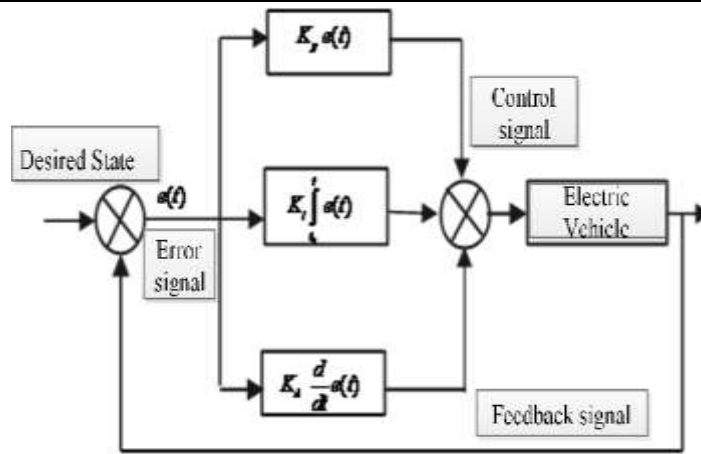 K_p e(t)
Control
signal
Desired State
e(t)
K_i ∫ e(t)
Electric
Vehicle
Error
signal
K_d d/dt e(t)
Feedback signal